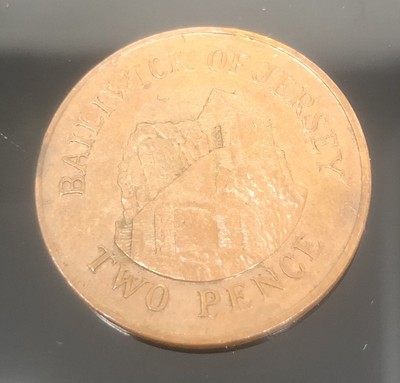 BAILIWICK OF JERSEY
TWO PENCE